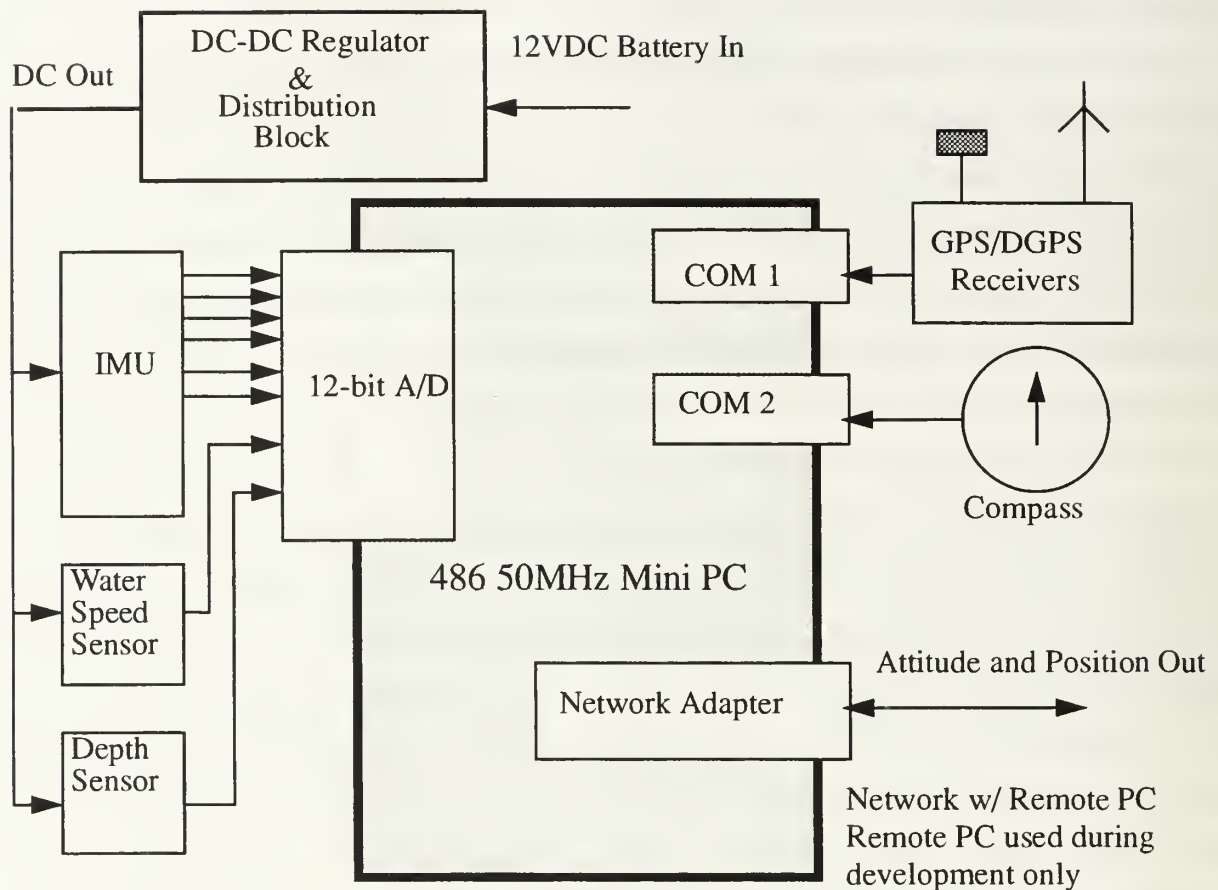 DC-DC Regulator
&
Distribution
Block
12VDC Battery In
DC Out
GPS/DGPS
Receivers
COM 1
IMU
12-bit A/D
COM 2
Compass
486 50MHz Mini PC
Water
Speed
Sensor
Attitude and Position Out
Network Adapter
Depth
Sensor
Network w/ Remote PC
Remote PC used during
development only